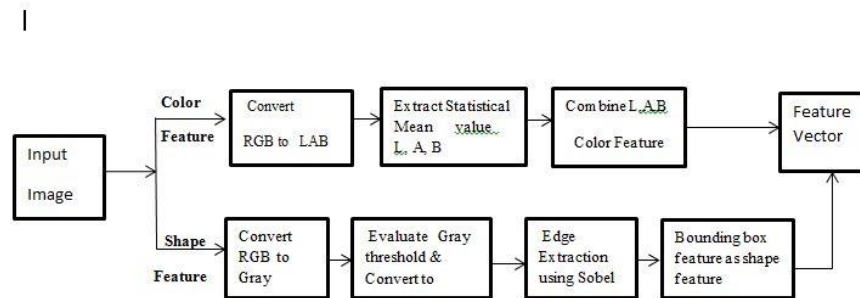 Input
Image
Color
Feature
Convert
RGB to LAB
Extract Statistical
Mean value
L, A, B
Combine L,A,B
Color Feature
Feature
Vector
Shape
Feature
Convert
RGB to
Gray
Evaluate Gray
threshold &
Convert to
Edge
Extraction
using Sobel
Bounding box
feature as shape
feature